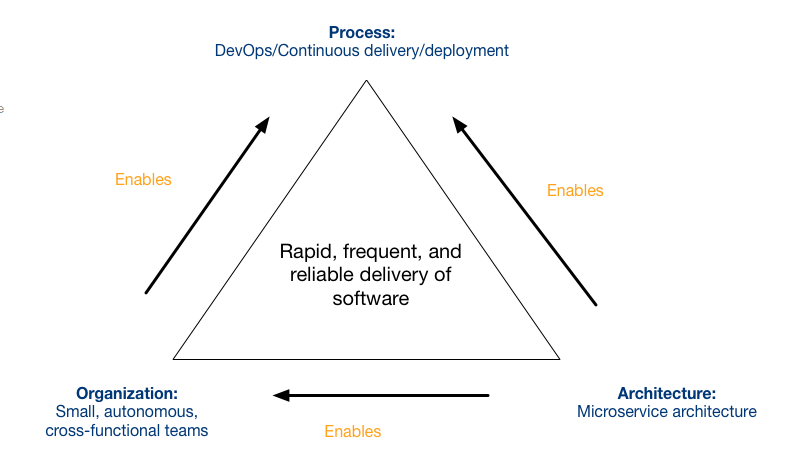 Process:
DevOps/Continuous delivery/deployment
e
Enables
Enables
Rapid, frequent, and
reliable delivery of
software
Organization:
Small, autonomous,
cross-functional teams
Architecture:
Microservice architecture
Enables